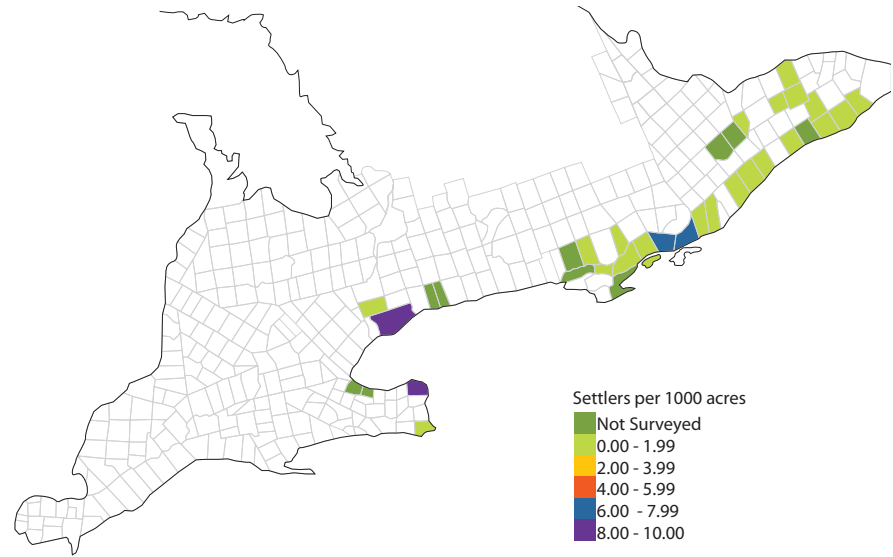 Settlers per 1000 acres
Not Surveyed
0.00 - 1.99
2.00 - 3.99
4.00 - 5.99
6.00 - 7.99
8.00 - 10.00